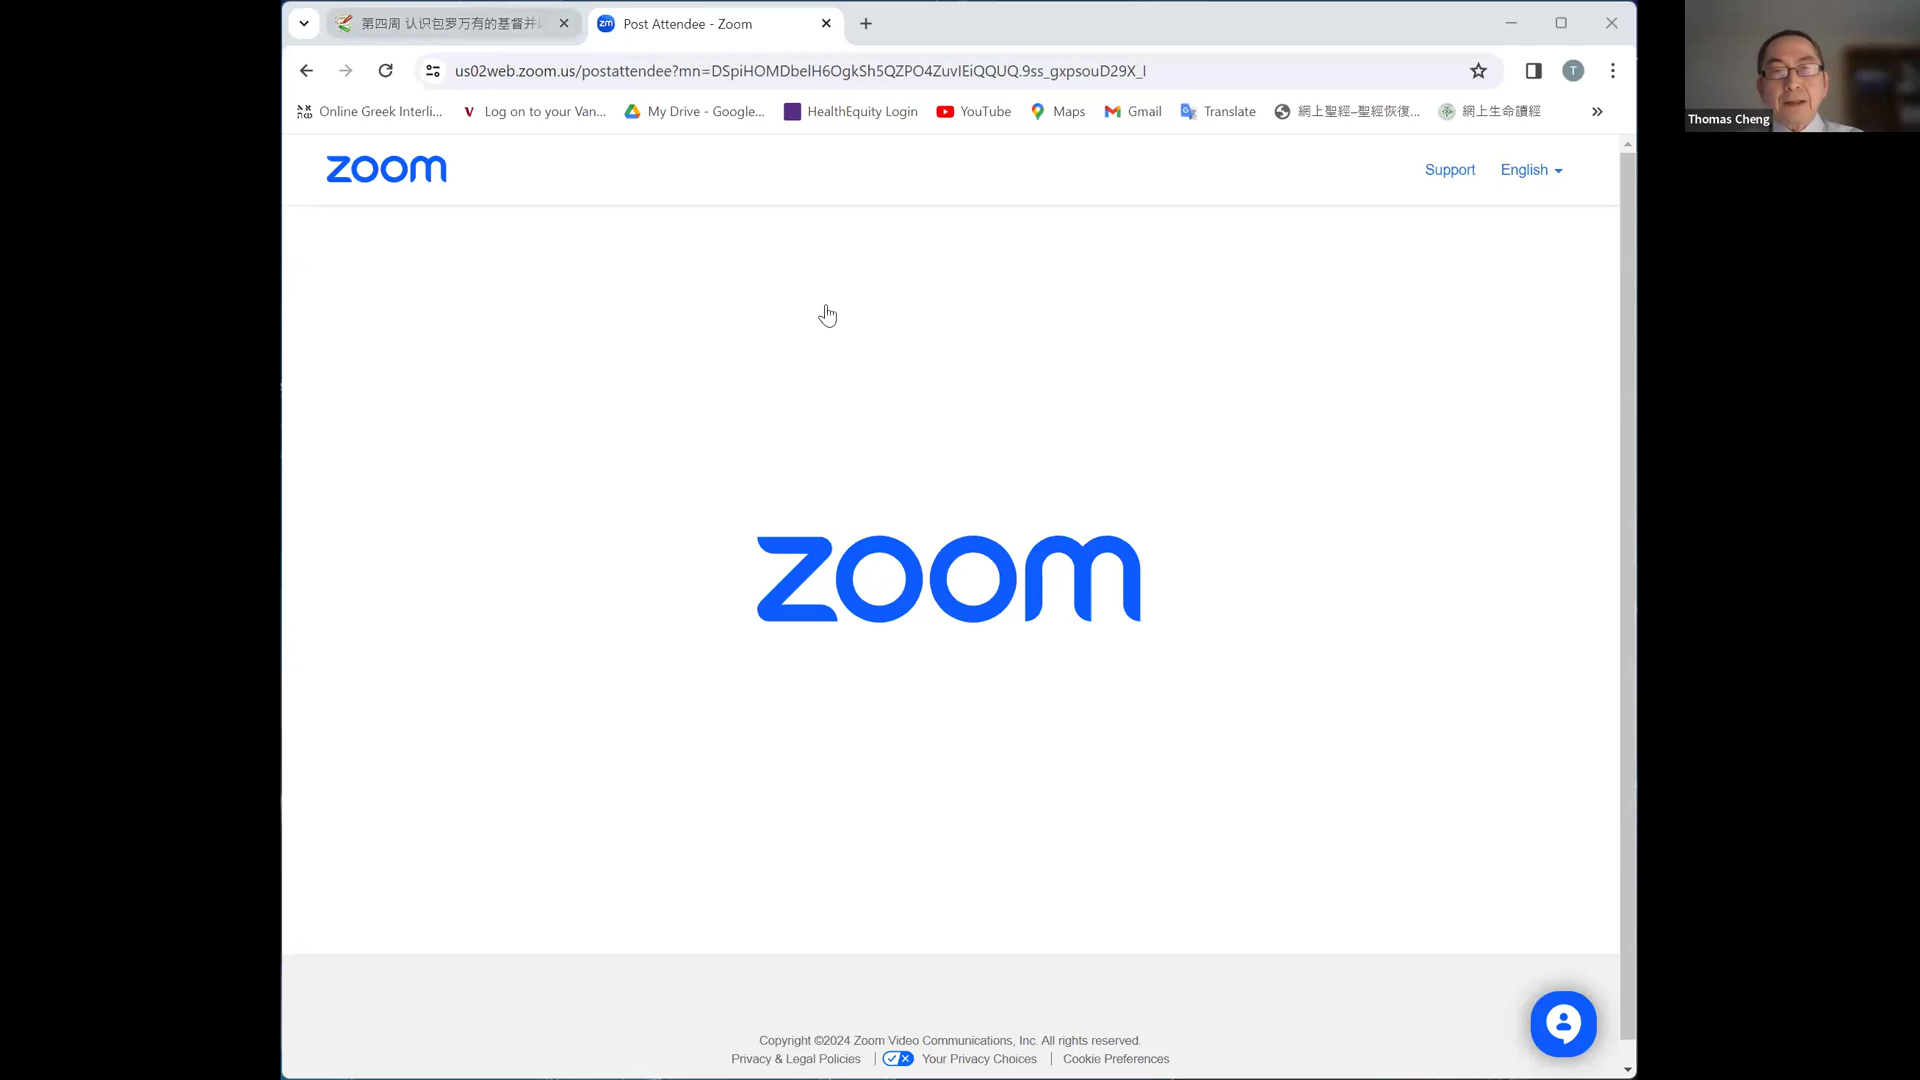 第四周 认识包罗万有的基督并以
Post Attendee - Zoom
us02web.zoom.us/postattendee?mn=DSpiHOMDbelH6OgkSh5QZPO4ZuvIEiQQUQ.9ss_gxpsouD29X_l
T
Online Greek Interli...
Log on to your Van...
My Drive - Google...
HealthEquity Login
YouTube
Maps
Gmail
Translate
網上聖經–聖經恢復...
網上生命讀經
zoom
Support
English
zoom
Copyright ©2024 Zoom Video Communications, Inc. All rights reserved.
Privacy & Legal Policies
Your Privacy Choices
Cookie Preferences
Thomas Cheng